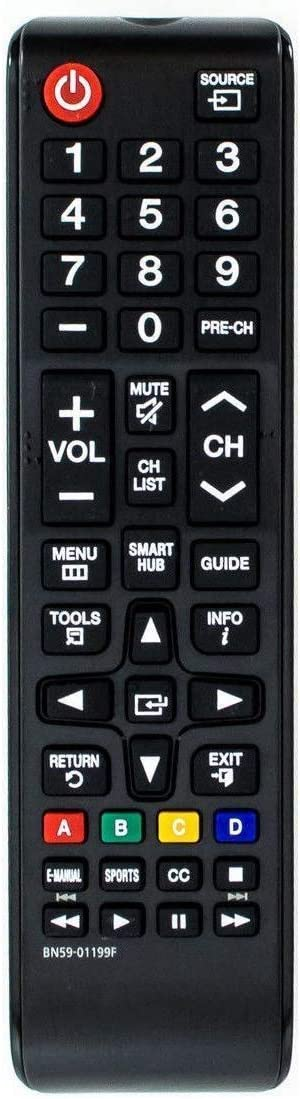 SOURCE
1 2 3
4 5 6
7 8 9
− 0 PRE-CH
MUTE
+
VOL
−
CH
CH
LIST
MENU
SMART
HUB
GUIDE
TOOLS
INFO
i
RETURN
EXIT
A B C D
E-MANUAL SPORTS CC
BN59-01199F